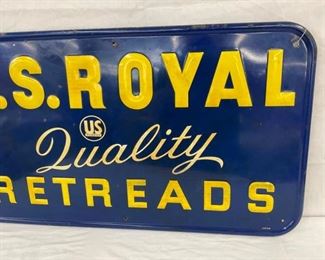 .S.ROYAL
US
Quality
RETREADS